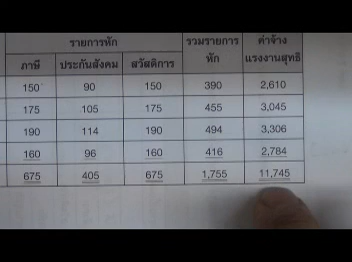 รายการหัก รวมรายการ ค่าจ้าง
ภาษี ประกันสังคม สวัสดิการ หัก แรงงานสุทธิ
150 90 150 390 2,610
175 105 175 455 3,045
190 114 190 494 3,306
160 96 160 416 2,784
675 405 675 1,755 11,745